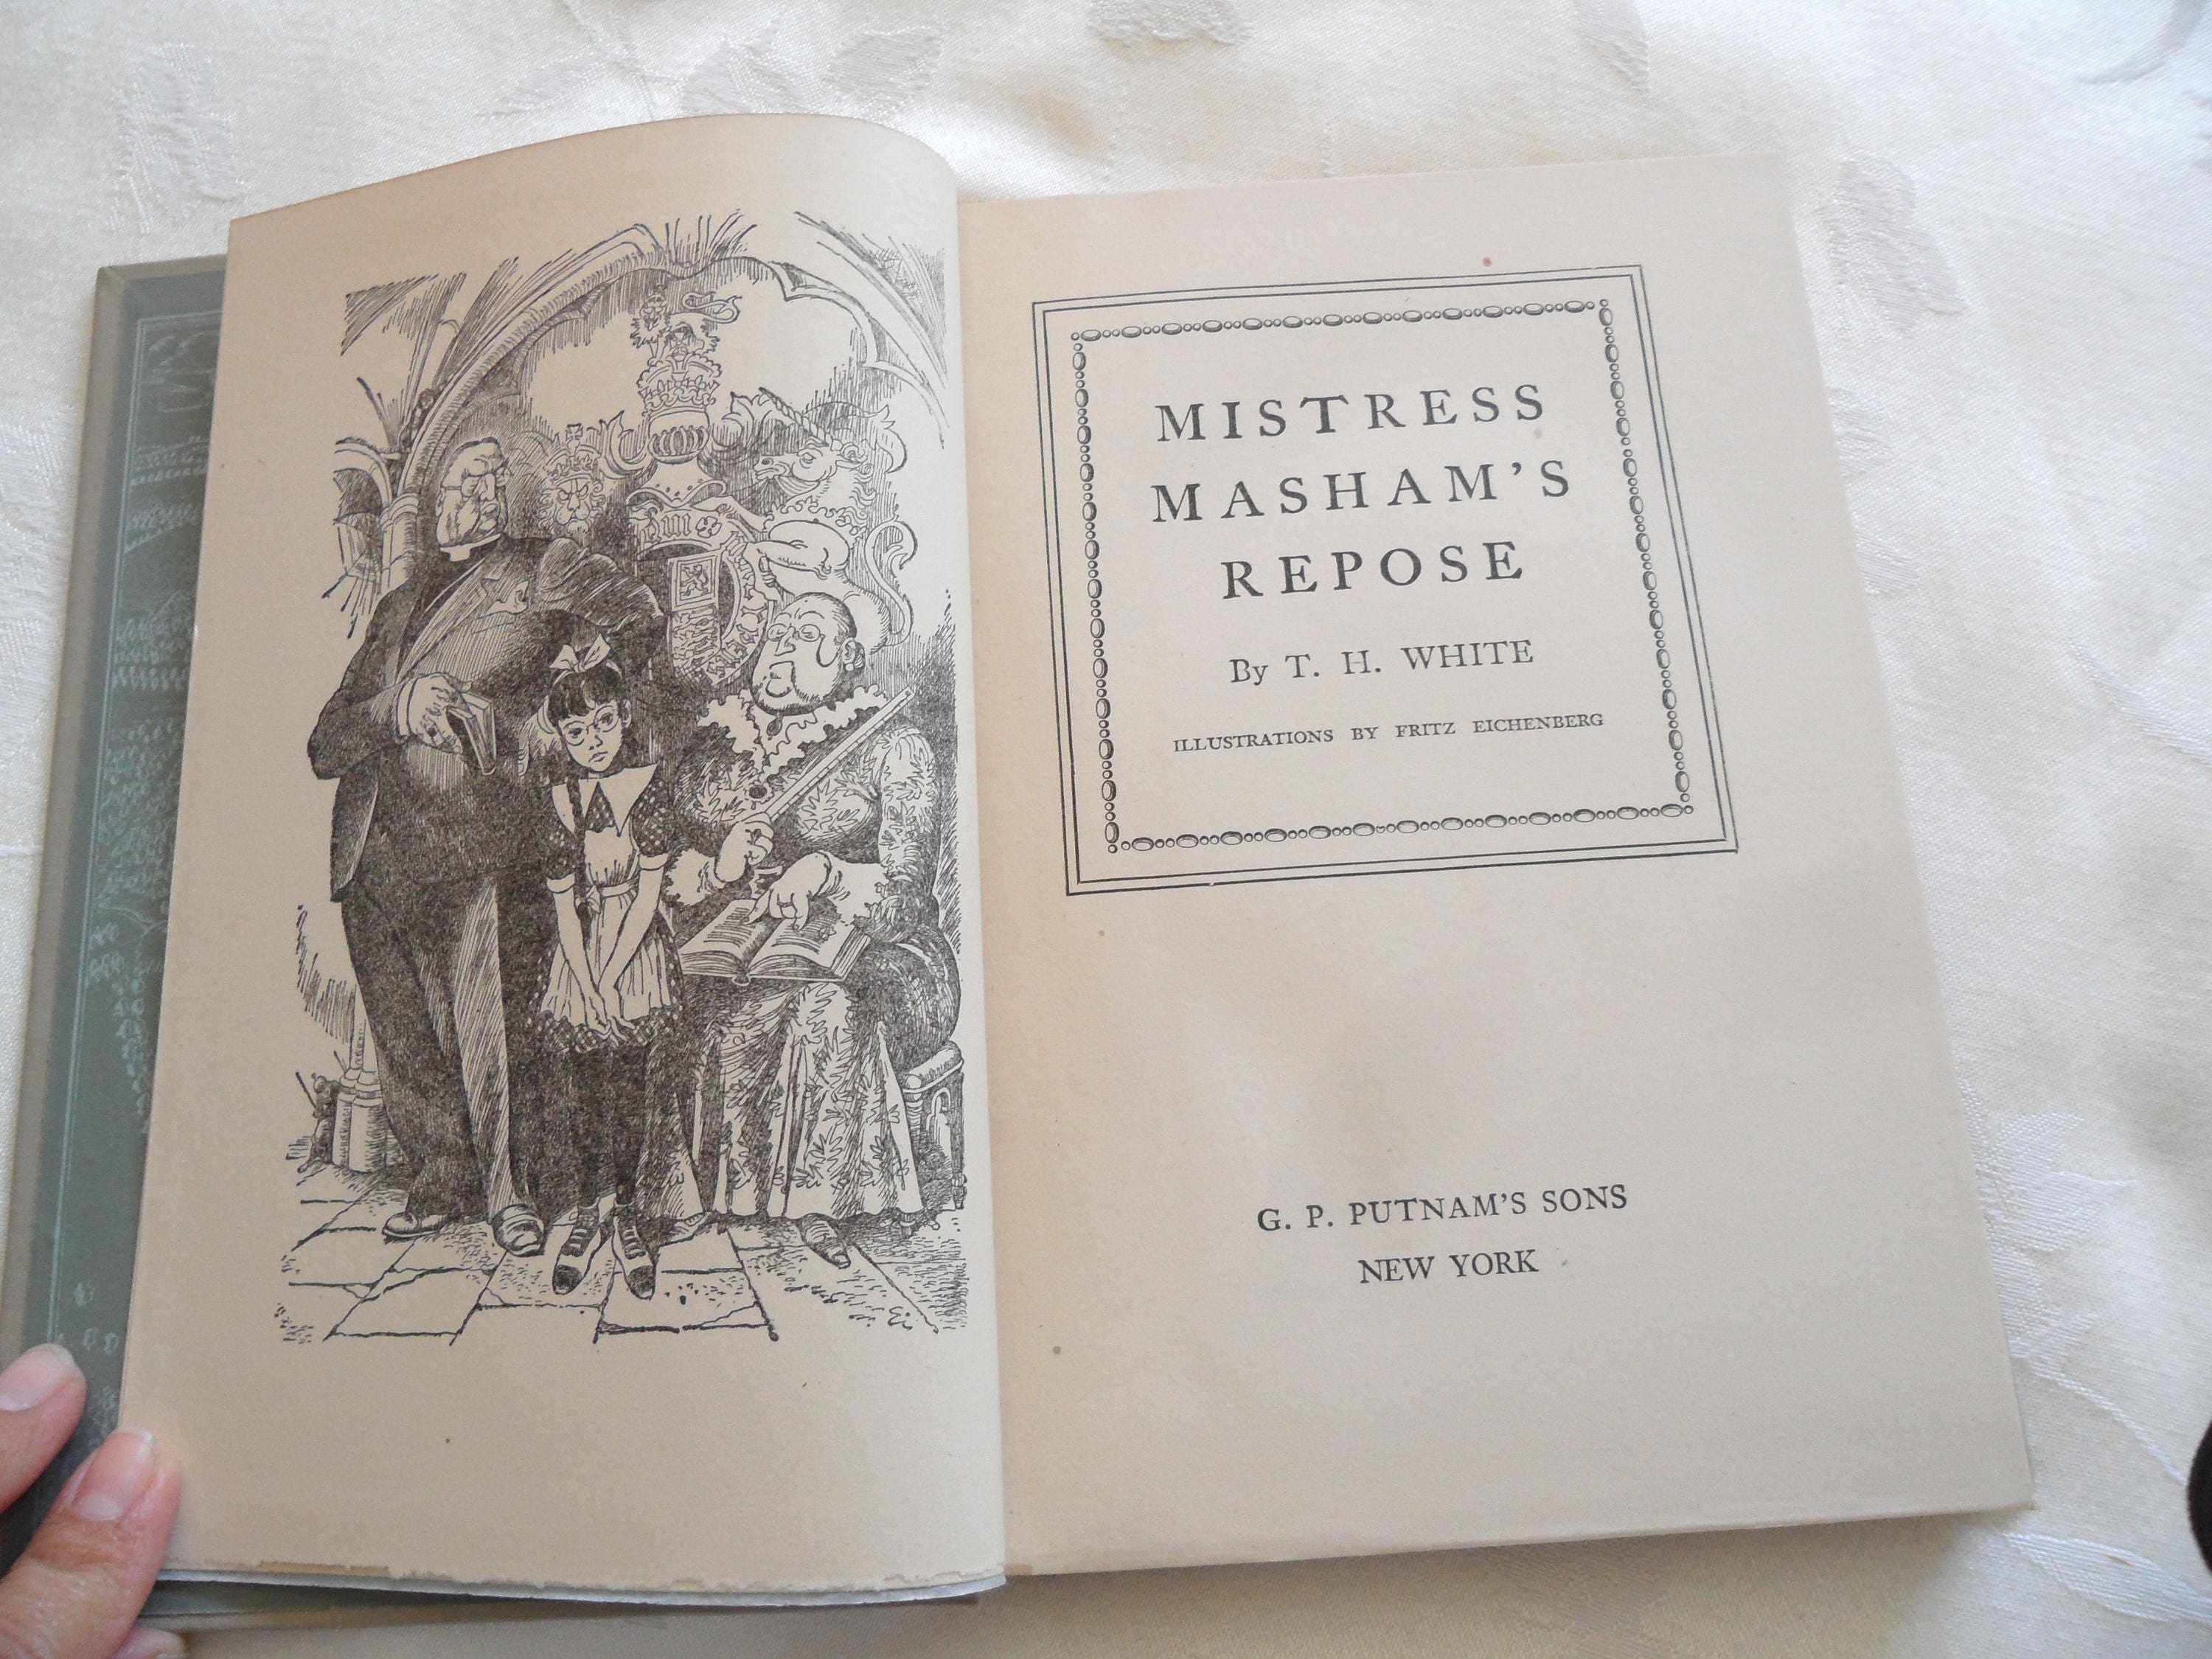 MISTRESS
MASHAM'S
REPOSE
By T. H. WHITE
ILLUSTRATIONS BY FRITZ EICHENBERG
G. P. PUTNAM'S SONS
NEW YORK